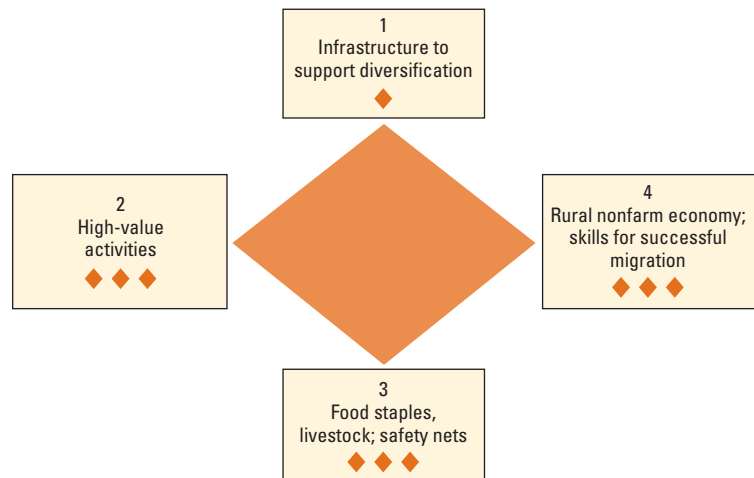 1
Infrastructure to
support diversification
2
High-value
activities
4
Rural nonfarm economy;
skills for successful
migration
3
Food staples,
livestock; safety nets